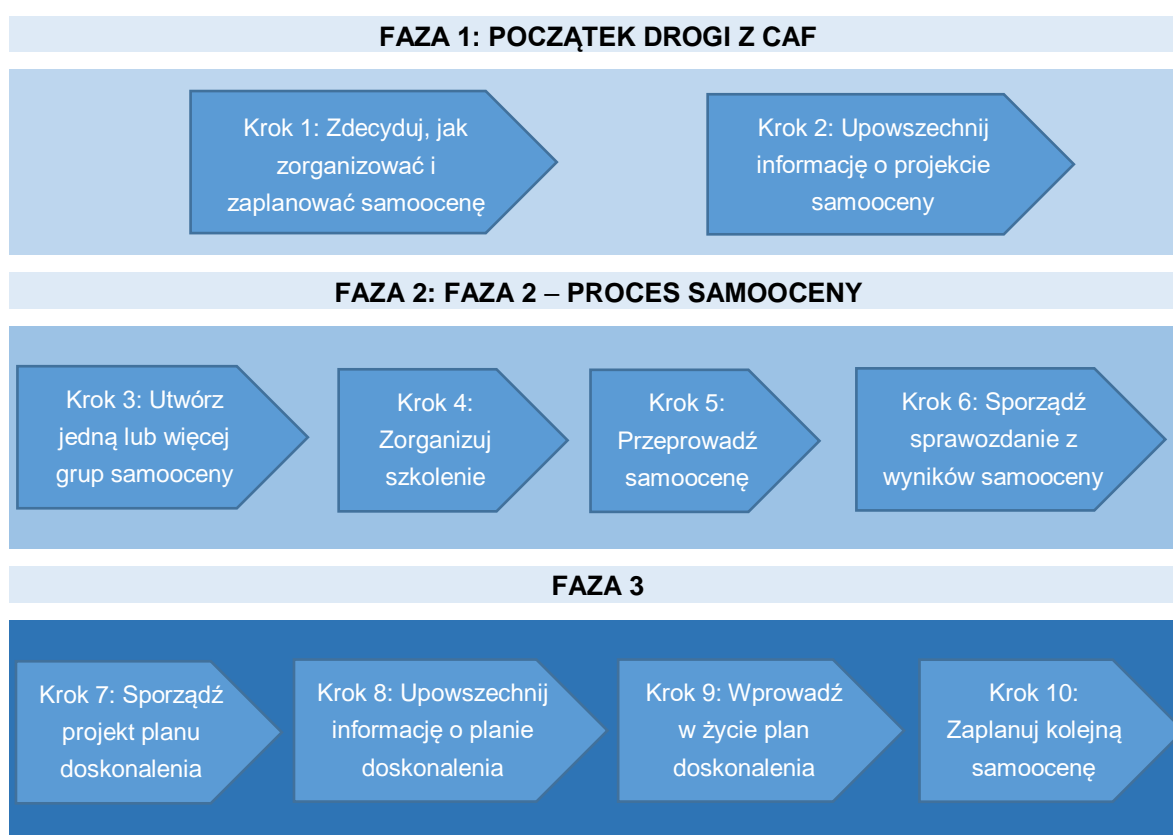 FAZA 1: POCZĄTEK DROGI Z CAF
Krok 1: Zdecyduj, jak
zorganizować i
zaplanować samoocenę
Krok 2: Upowszechnij
informację o projekcie
samooceny
FAZA 2: FAZA 2 – PROCES SAMOOCENY
Krok 3: Utwórz
jedną lub więcej
grup samooceny
Krok 4:
Zorganizuj
szkolenie
Krok 5:
Przeprowadź
samoocenę
Krok 6: Sporządź
sprawozdanie z
wyników samooceny
FAZA 3
Krok 7: Sporządź
projekt planu
doskonalenia
Krok 8: Upowszechnij
informację o planie
doskonalenia
Krok 9: Wprowadź
w życie plan
doskonalenia
Krok 10:
Zaplanuj kolejną
samoocenę